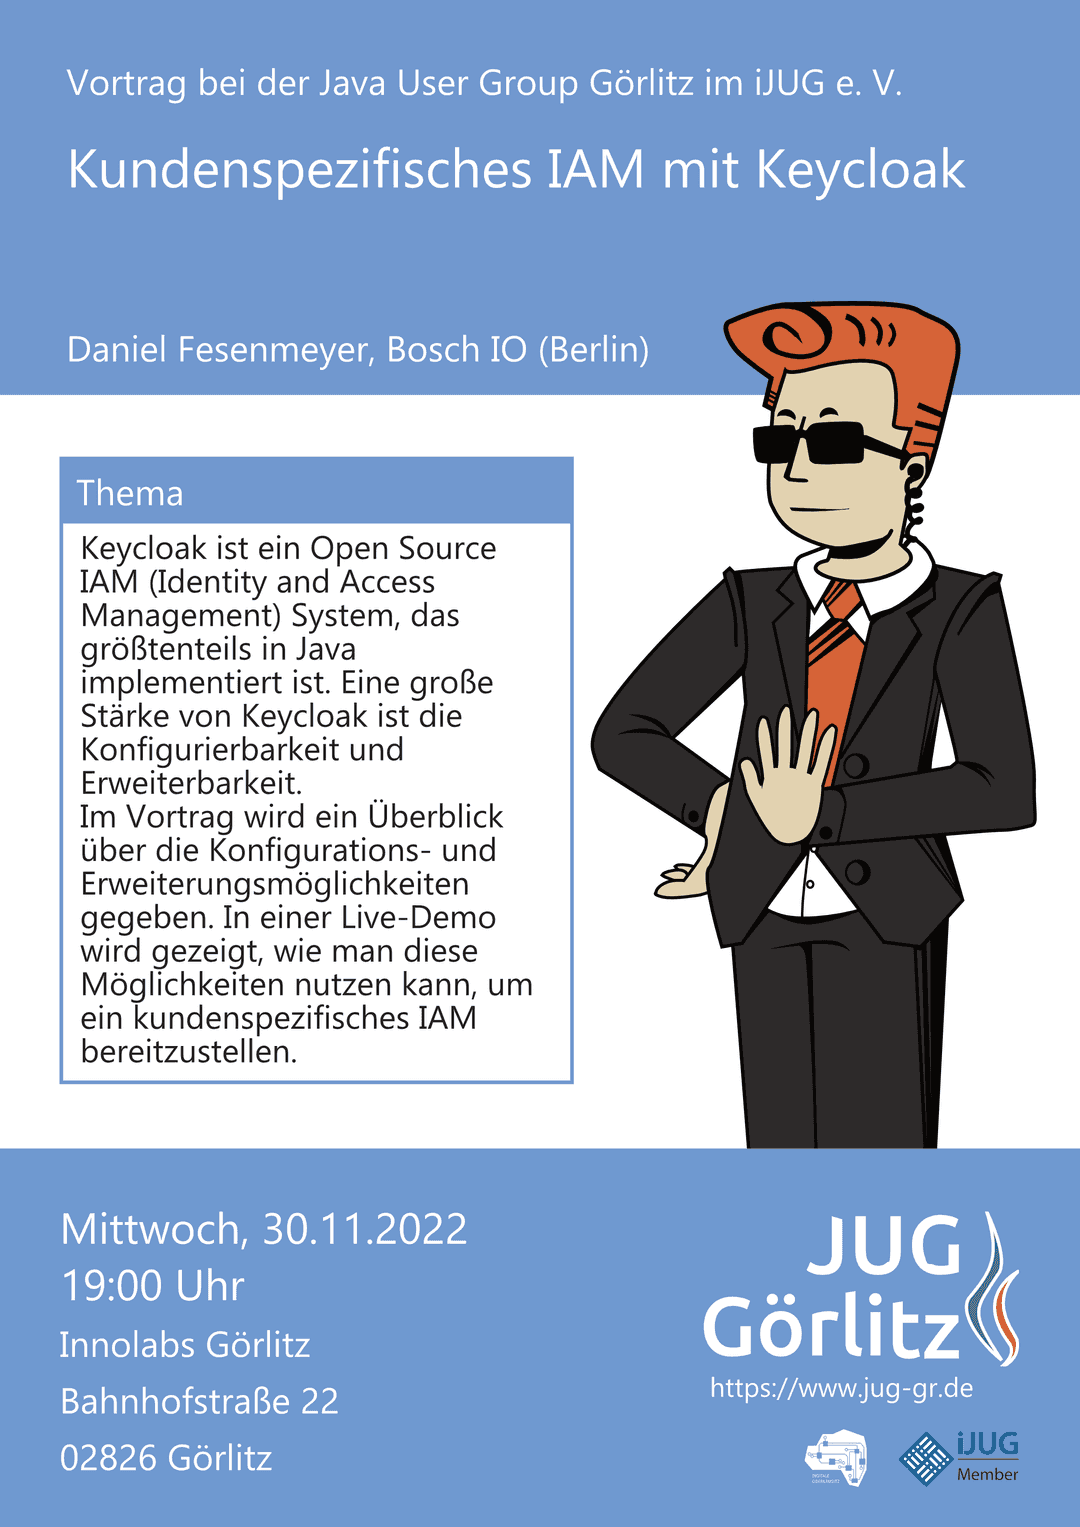 Vortrag bei der Java User Group Görlitz im iJUG e. V.
Kundenspezifisches IAM mit Keycloak
Daniel Fesenmeyer, Bosch IO (Berlin)
Thema
Keycloak ist ein Open Source
IAM (Identity and Access
Management) System, das
größtenteils in Java
implementiert ist. Eine große
Stärke von Keycloak ist die
Konfigurierbarkeit und
Erweiterbarkeit.
Im Vortrag wird ein Überblick
über die Konfigurations- und
Erweiterungsmöglichkeiten
gegeben. In einer Live-Demo
wird gezeigt, wie man diese
Möglichkeiten nutzen kann, um
ein kundenspezifisches IAM
bereitzustellen.
Mittwoch, 30.11.2022
19:00 Uhr
Innolabs Görlitz
Bahnhofstraße 22
02826 Görlitz
JUG
Görlitz
https://www.jug-gr.de
DIGITALE
OBERLAUSITZ
iJUG
Member